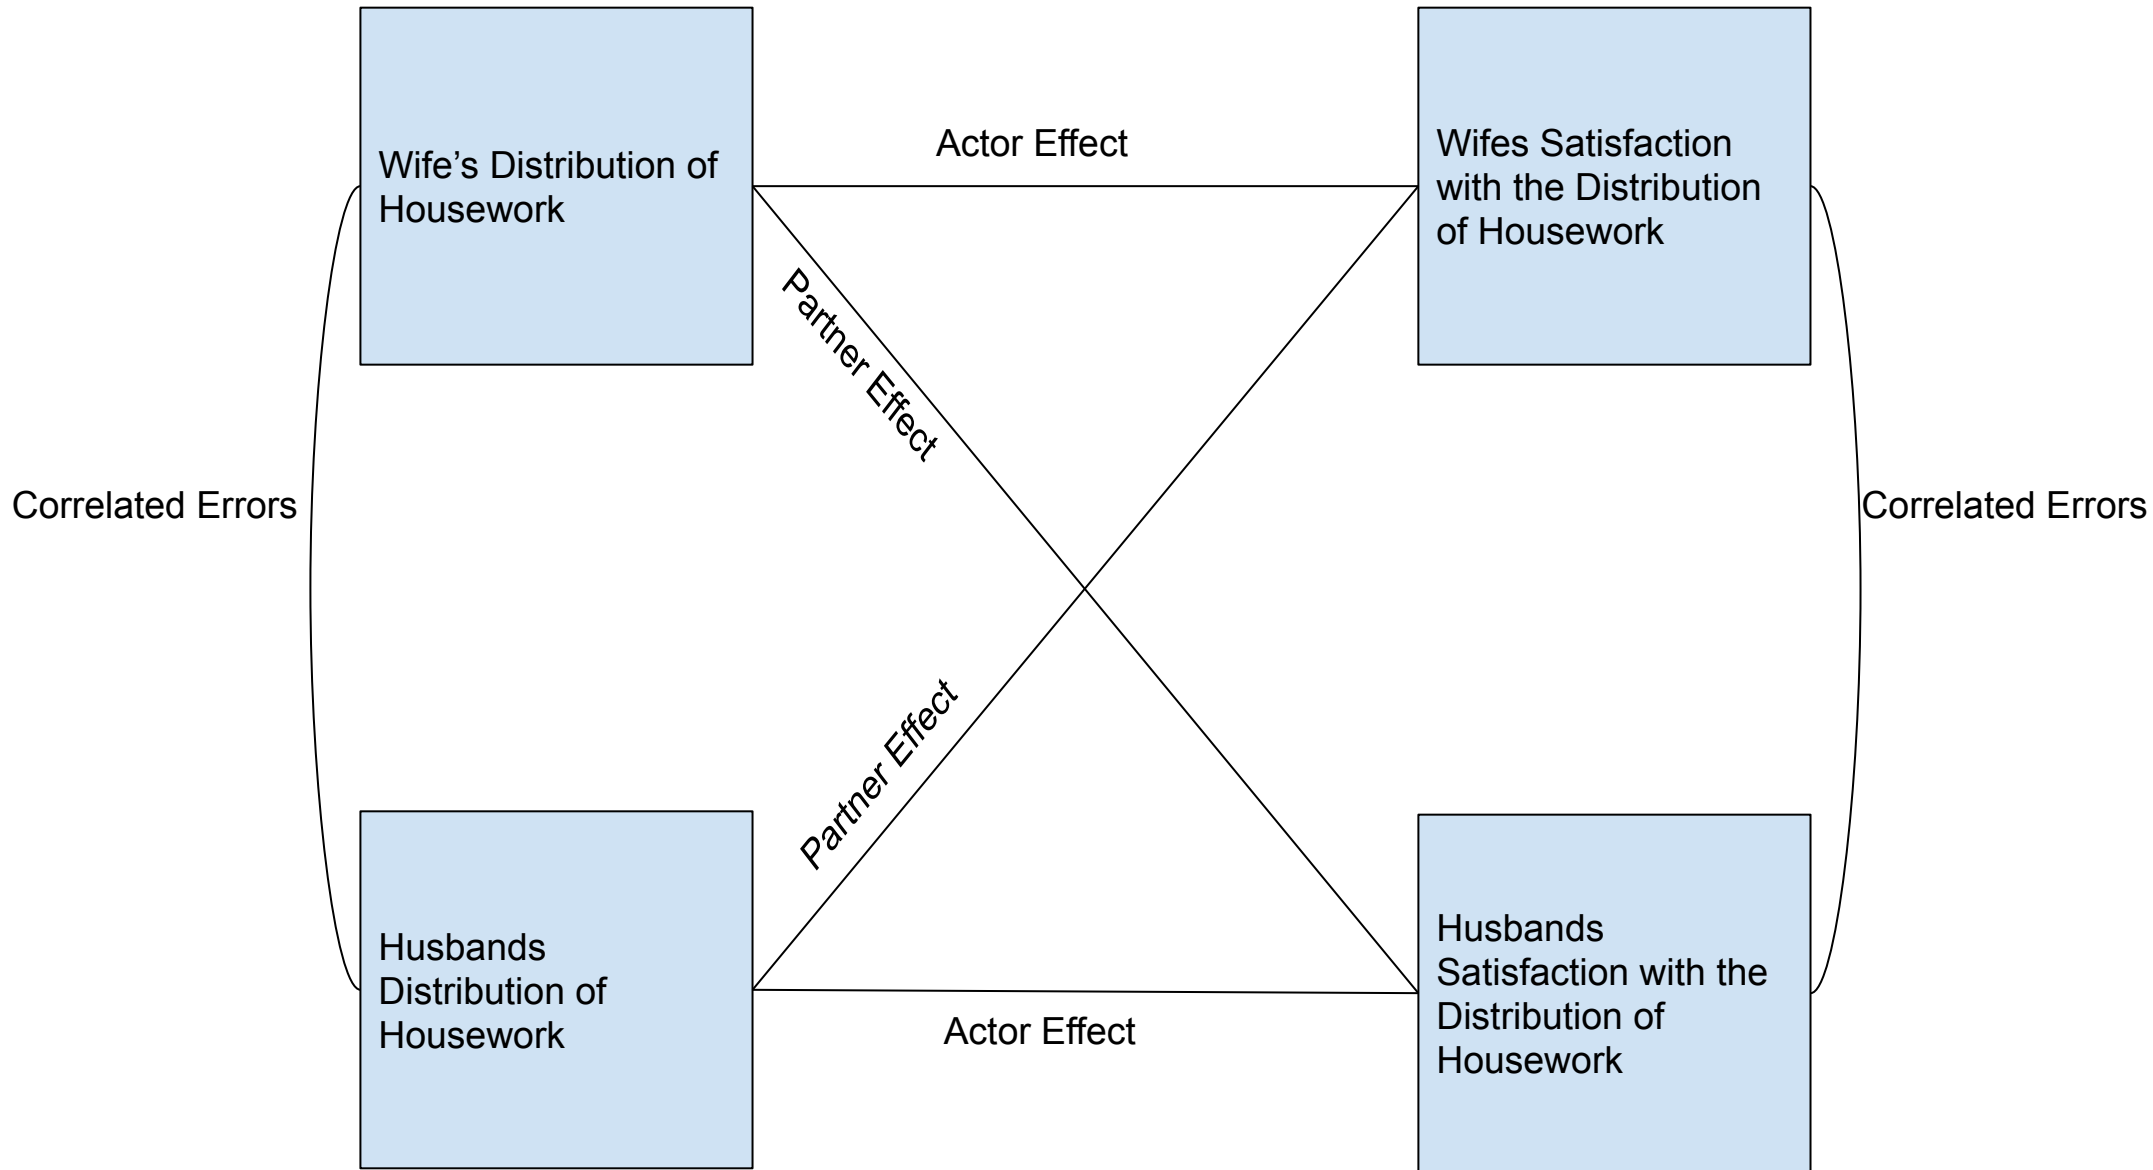 Wife’s Distribution of
Housework
Actor Effect
Wifes Satisfaction
with the Distribution
of Housework
Partner Effect
Correlated Errors
Correlated Errors
Partner Effect
Husbands
Distribution of
Housework
Actor Effect
Husbands
Satisfaction with the
Distribution of
Housework